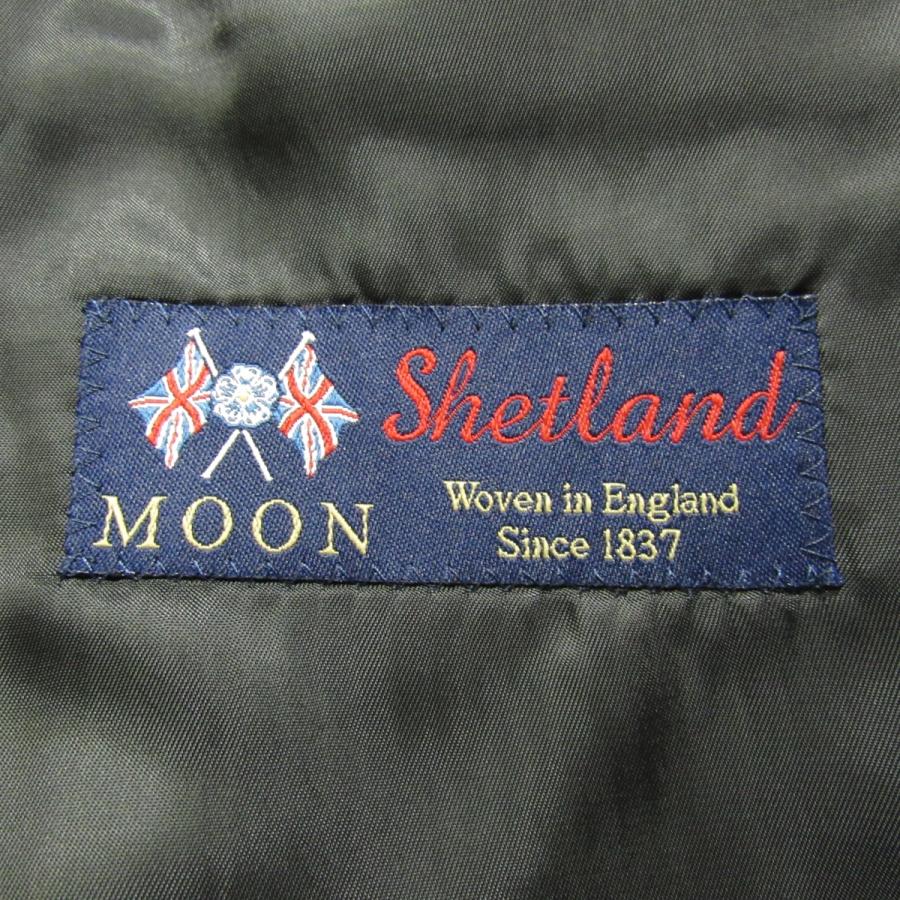 Shetland
MOON
Woven in England
Since 1837